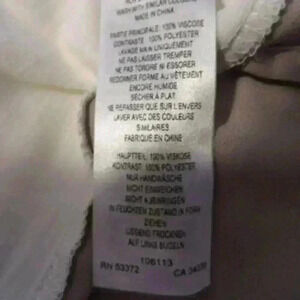 WASH WITH SIMILAR COLOURS
MADE IN CHINA
PARTIE PRINCIPALE: 100% VISCOSE
CONTRASTE: 100% POLYESTER
LAVAGE MAIN UNIQUEMENT
NE PAS LAISSER TREMPER
NE PAS TORDRE NI ESSORER
REDONNER FORME AU VÊTEMENT
ENCORE HUMIDE
SÉCHER À PLAT
NE REPASSER QUE SUR L'ENVERS
LAVER AVEC DES COULEURS
SIMILAIRES
FABRIQUÉ EN CHINE
HAUPTTEIL: 100% VISKOSE
KONTRAST: 100% POLYESTER
NUR HANDWÄSCHE
NICHT EINWEICHEN
NICHT AUSWRINGEN
IN FEUCHTEM ZUSTAND IN FORM
ZIEHEN
LIEGEND TROCKNEN
AUF LINKS BÜGELN
106113
RN 53372 CA